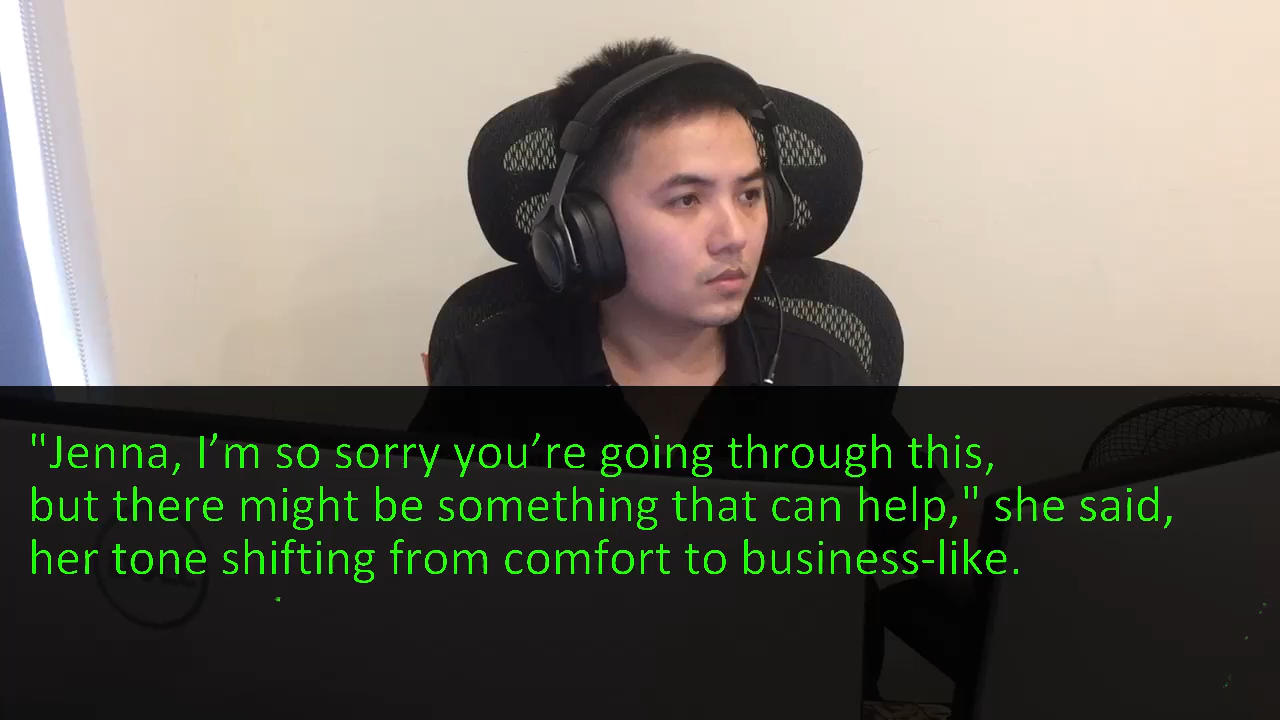 "Jenna, I’m so sorry you’re going through this,
but there might be something that can help," she said,
her tone shifting from comfort to business-like.